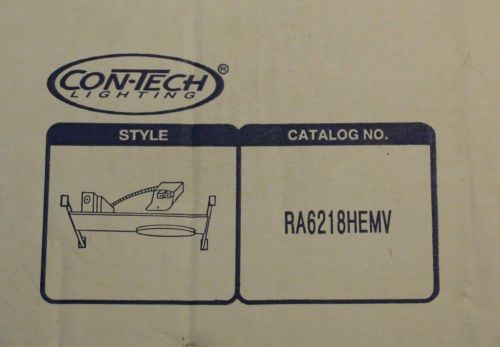 CON-TECH®
LIGHTING
STYLE
CATALOG NO.
RA6218HEMV